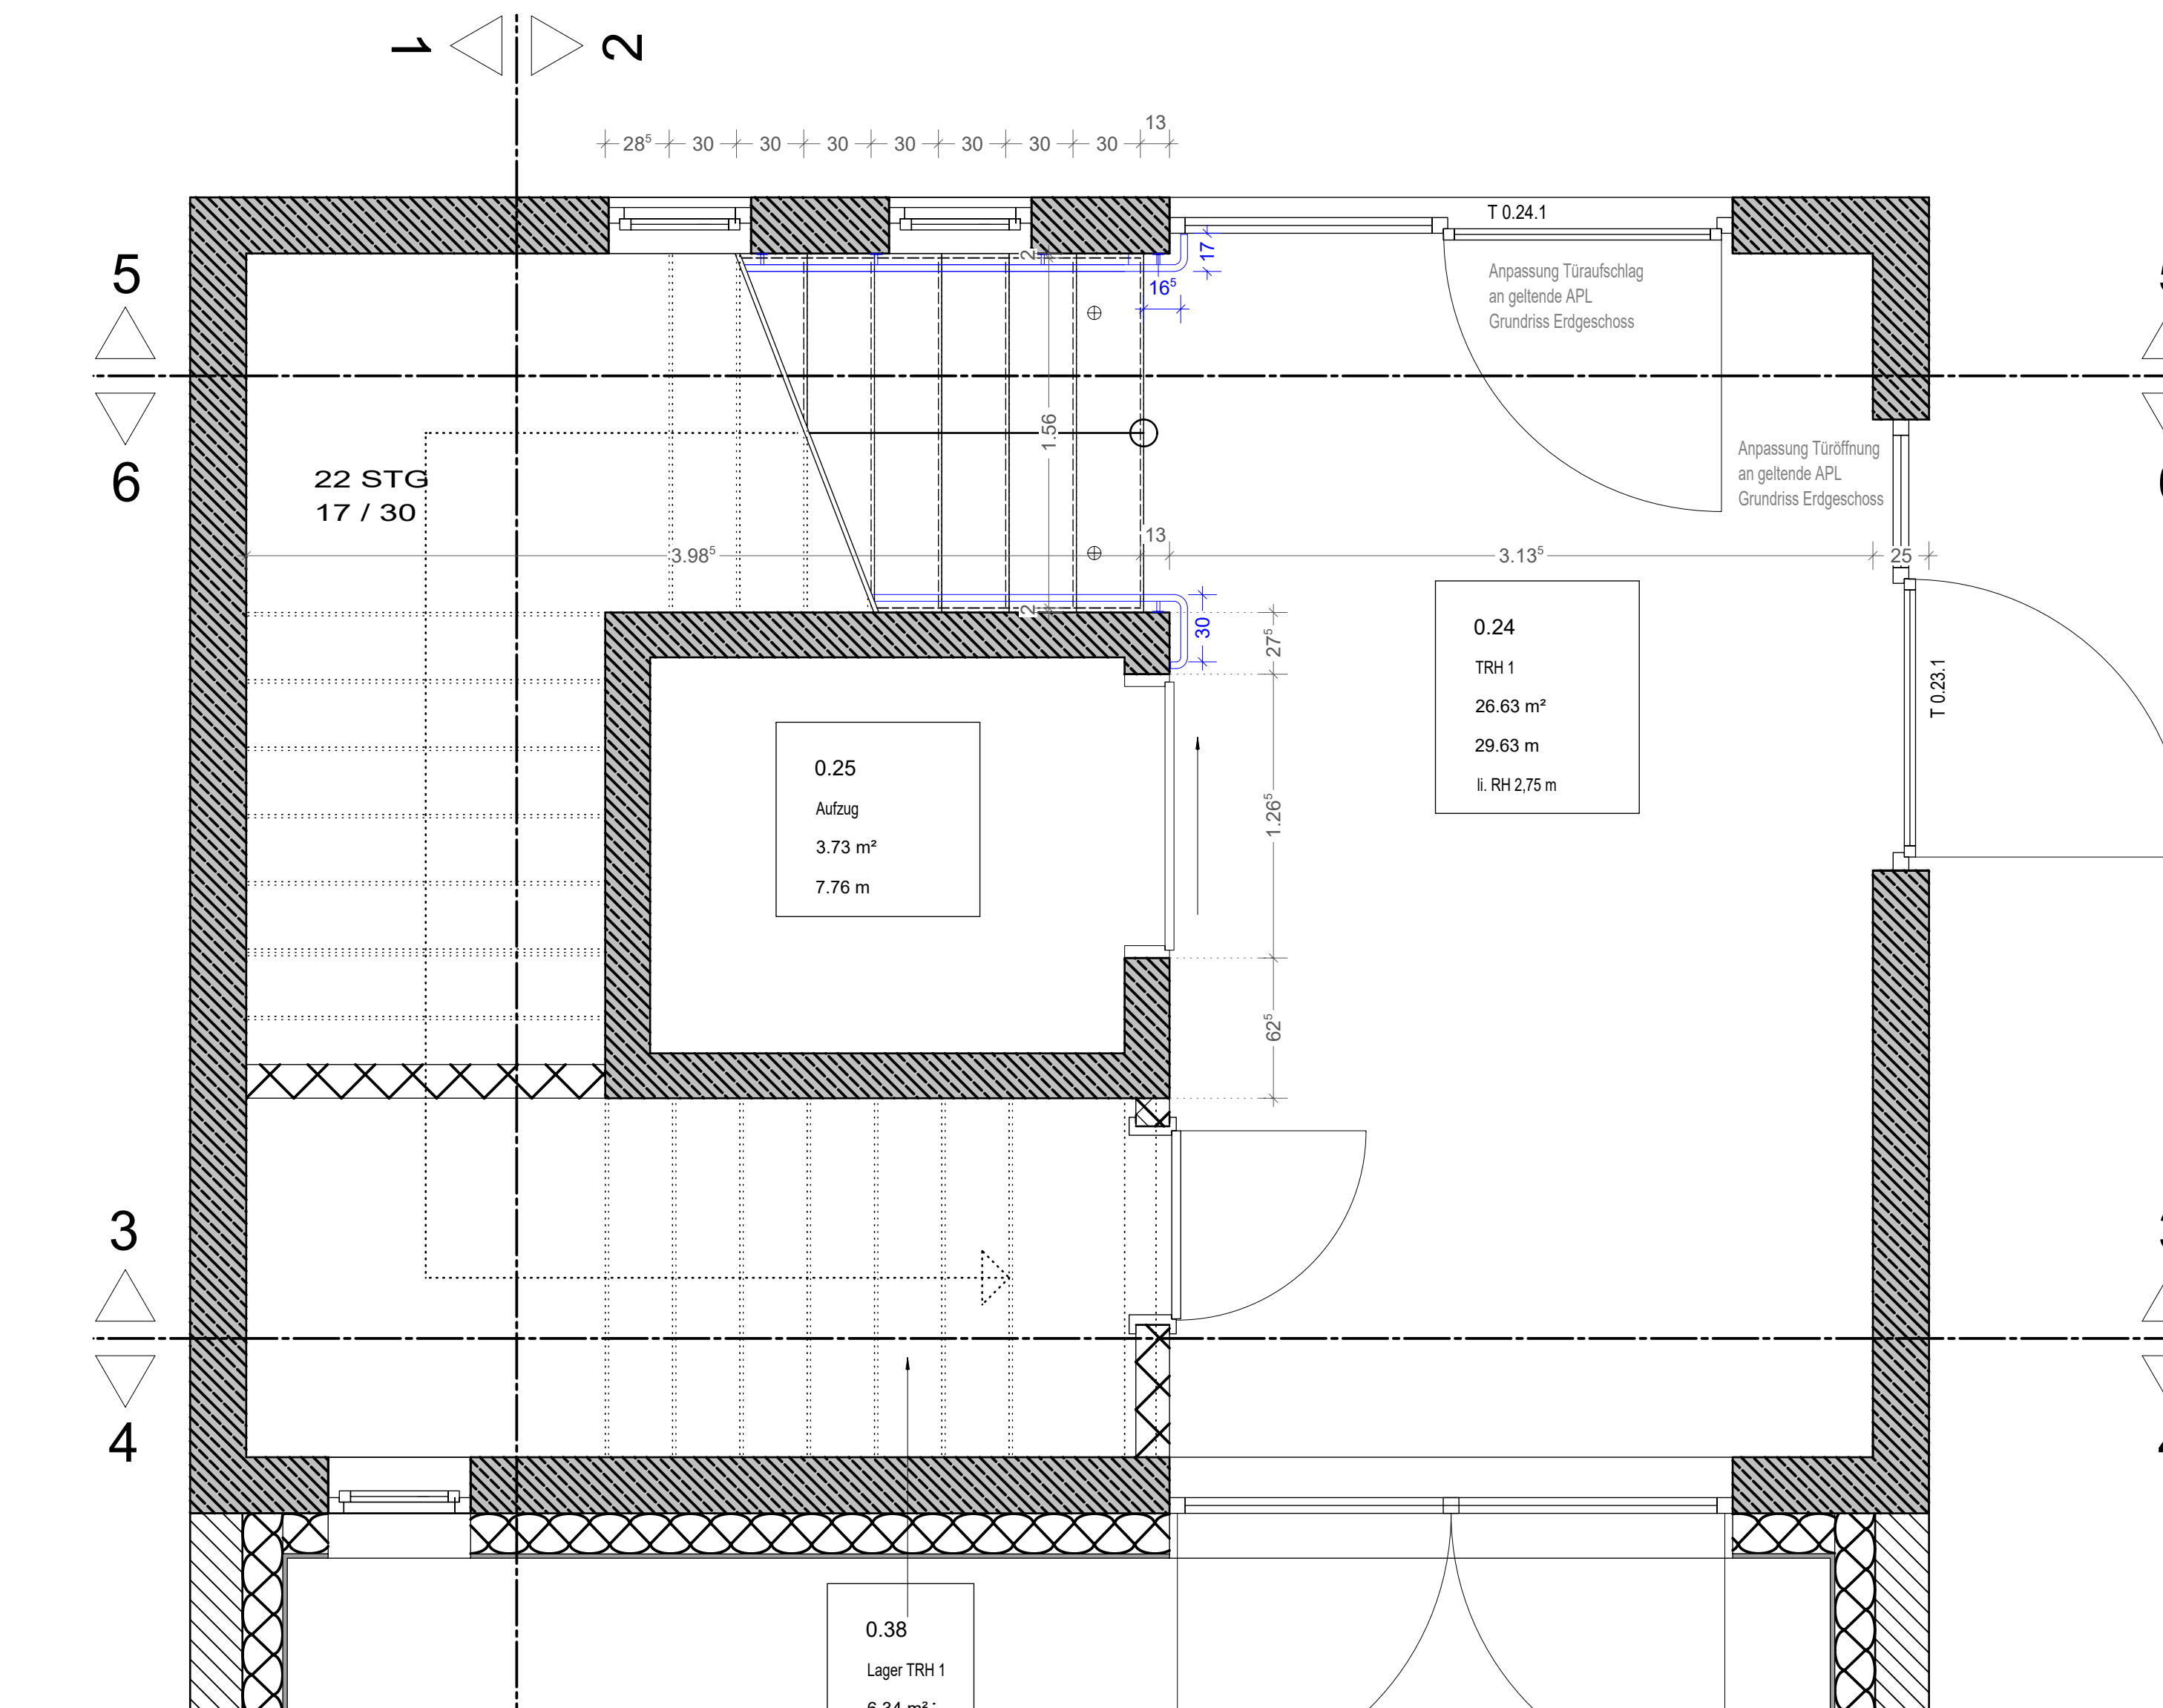 1
2
13
28⁵ 30 30 30 30 30 30 30
T 0.24.1
5
6
2
17
16⁵
Anpassung Türaufschlag
an geltende APL
Grundriss Erdgeschoss
1.56
Anpassung Türöffnung
an geltende APL
Grundriss Erdgeschoss
22 STG
17 / 30
13
3.98⁵
3.13⁵
25
2
30
27⁵
0.24
TRH 1
26.63 m²
29.63 m
li. RH 2,75 m
T 0.23.1
0.25
Aufzug
3.73 m²
7.76 m
1.26⁵
62⁵
3
4
0.38
Lager TRH 1